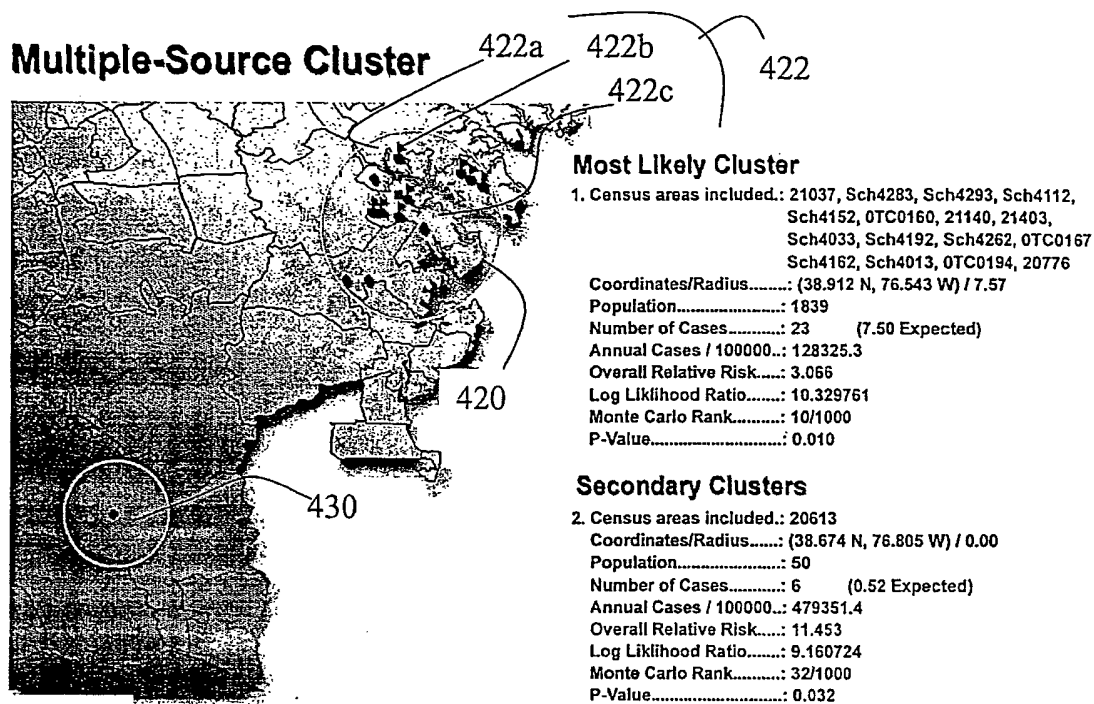 Multiple-Source Cluster
422a
422b
422c
422
420
430
Most Likely Cluster
1. Census areas included.: 21037, Sch4283, Sch4293, Sch4112,
Sch4152, 0TC0160, 21140, 21403,
Sch4033, Sch4192, Sch4262, 0TC0167
Sch4162, Sch4013, 0TC0194, 20776
Coordinates/Radius........: (38.912 N, 76.543 W) / 7.57
Population......................: 1839
Number of Cases...........: 23 (7.50 Expected)
Annual Cases / 100000..: 128325.3
Overall Relative Risk.....: 3.066
Log Liklihood Ratio.......: 10.329761
Monte Carlo Rank..........: 10/1000
P-Value............................: 0.010
Secondary Clusters
2. Census areas included.: 20613
Coordinates/Radius......: (38.674 N, 76.805 W) / 0.00
Population......................: 50
Number of Cases...........: 6 (0.52 Expected)
Annual Cases / 100000..: 479351.4
Overall Relative Risk.....: 11.453
Log Liklihood Ratio.......: 9.160724
Monte Carlo Rank..........: 32/1000
P-Value............................: 0.032